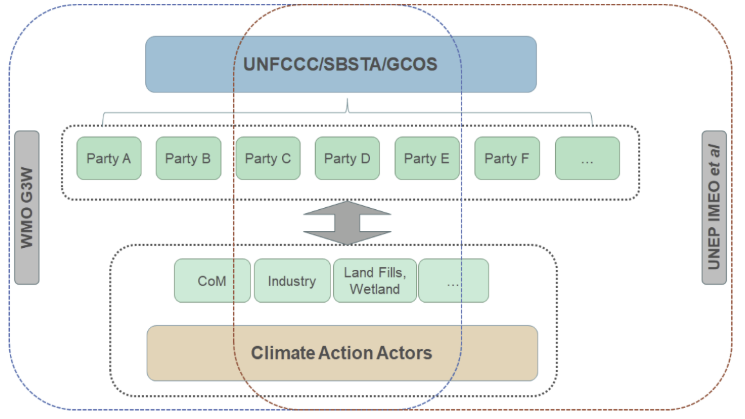 UNFCCC/SBSTA/GCOS
WMO G3W
Party A
Party B
Party C
Party D
Party E
Party F
...
UNEP IMEO et al
CoM
Industry
Land Fills,
Wetland
...
Climate Action Actors